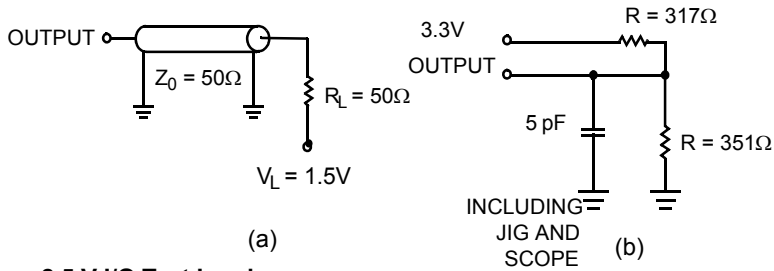 OUTPUT
Z0 = 50Ω
RL = 50Ω
VL = 1.5V
(a)
3.3V
OUTPUT
R = 317Ω
5 pF
R = 351Ω
INCLUDING
JIG AND
SCOPE
(b)